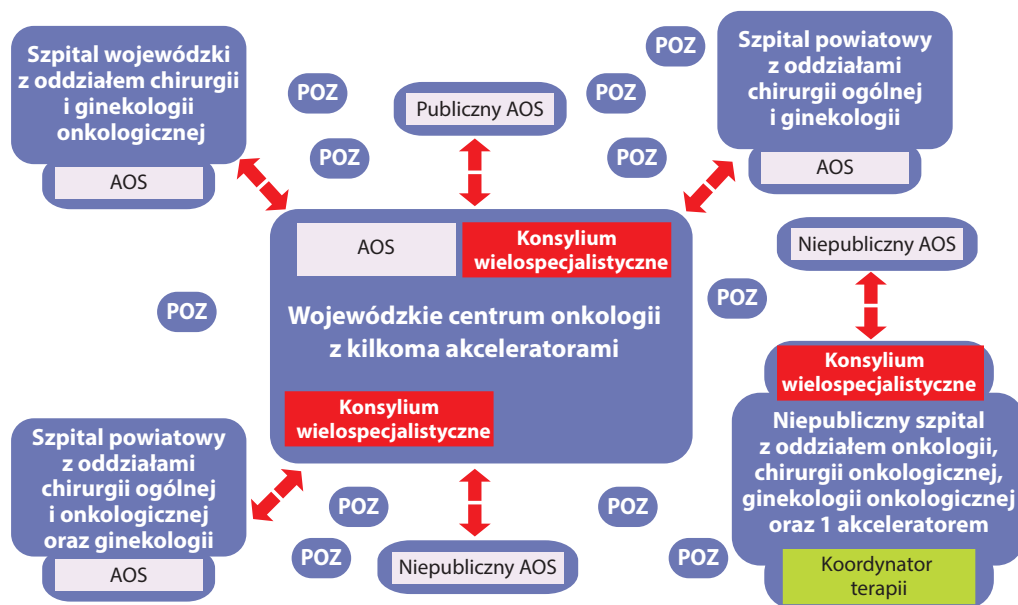 Szpital wojewódzki
z oddziałem chirurgii
i ginekologii
onkologicznej
AOS
POZ
POZ
Publiczny AOS
POZ
POZ
POZ
Szpital powiatowy
z oddziałami
chirurgii ogólnej
i ginekologii
AOS
AOS
Konsylium
wielospecjalistyczne
Wojewódzkie centrum onkologii
z kilkoma akceleratorami
Konsylium
wielospecjalistyczne
POZ
POZ
Niepubliczny AOS
Konsylium
wielospecjalistyczne
Niepubliczny szpital
z oddziałem onkologii,
chirurgii onkologicznej,
ginekologii onkologicznej
oraz 1 akceleratorem
Koordynator
terapii
Szpital powiatowy
z oddziałami
chirurgii ogólnej
i onkologicznej
oraz ginekologii
AOS
POZ
POZ
Niepubliczny AOS
POZ
POZ